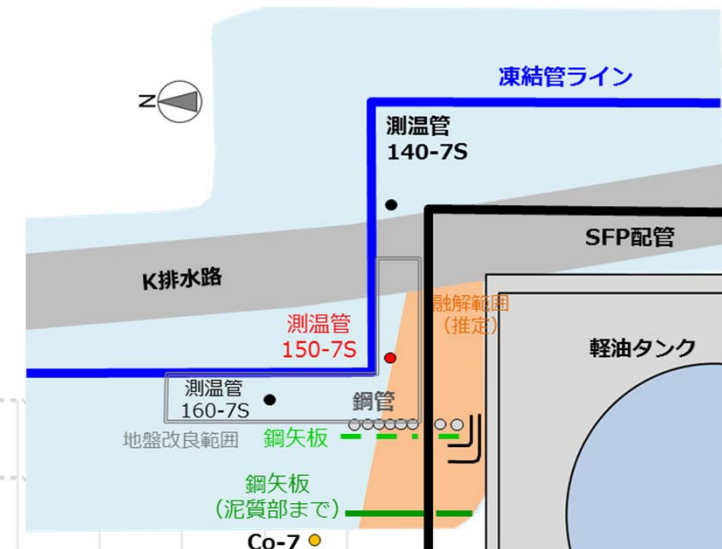 凍結管ライン
N
測温管
140-7S
SFP配管
K排水路
融解範囲
(推定)
測温管
150-7S
軽油タンク
測温管
160-7S
鋼管
地盤改良範囲
鋼矢板
鋼矢板
(泥質部まで)
Co-7